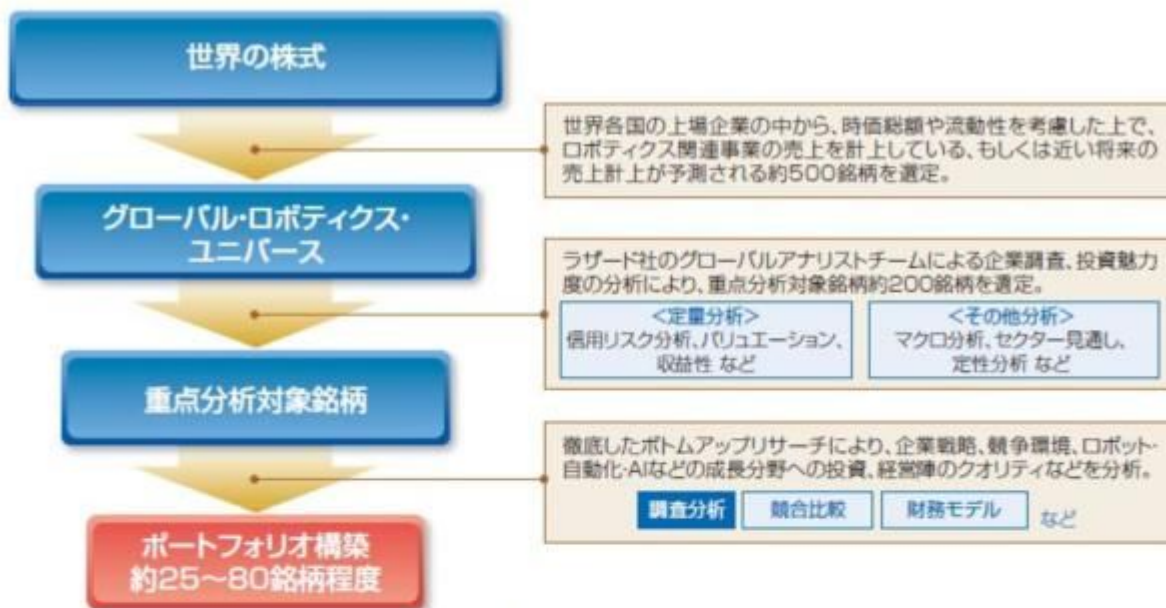 世界の株式
世界各国の上場企業の中から、時価総額や流動性を考慮した上で、
ロボティクス関連事業の売上を計上している、もしくは近い将来の
売上計上が予測される約500銘柄を選定。
グローバル・ロボティクス・
ユニバース
ラザード社のグローバルアナリストチームによる企業調査、投資魅力
度の分析により、重点分析対象銘柄約200銘柄を選定。
<定量分析>
信用リスク分析、バリュエーション、
収益性 など
<その他分析>
マクロ分析、セクター見通し、
定性分析 など
重点分析対象銘柄
徹底したボトムアップリサーチにより、企業戦略、競争環境、ロボット・
自動化・AIなどの成長分野への投資、経営陣のクオリティなどを分析。
調査分析 競合比較 財務モデル など
ポートフォリオ構築
約25～80銘柄程度